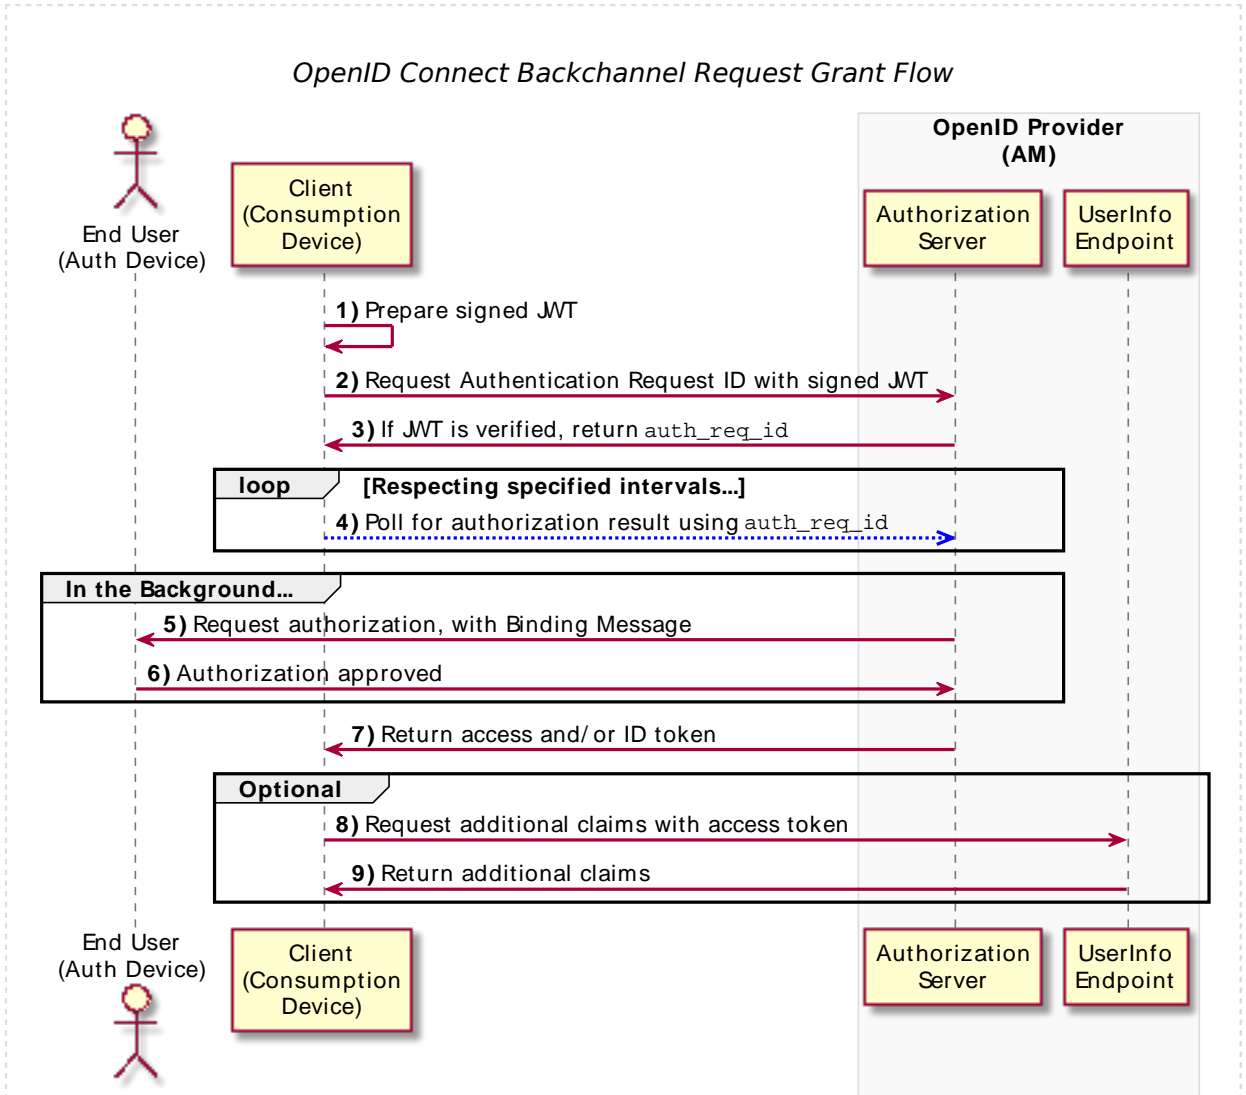 OpenID Connect Backchannel Request Grant Flow
OpenID Provider
(AM)
End User
(Auth Device)
Client
(Consumption
Device)
Authorization
Server
UserInfo
Endpoint
1) Prepare signed JWT
2) Request Authentication Request ID with signed JWT
3) If JWT is verified, return auth_req_id
loop [Respecting specified intervals...]
4) Poll for authorization result using auth_req_id
In the Background...
5) Request authorization, with Binding Message
6) Authorization approved
7) Return access and/or ID token
Optional
8) Request additional claims with access token
9) Return additional claims
End User
(Auth Device)
Client
(Consumption
Device)
Authorization
Server
UserInfo
Endpoint